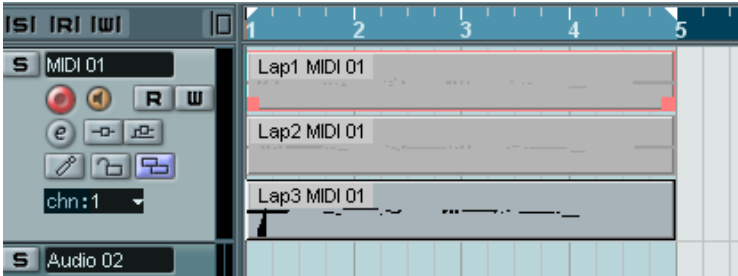 |S| |R| |W|
1 2 3 4 5
S MIDI 01
R W
e
chn:1
Lap1 MIDI 01
Lap2 MIDI 01
Lap3 MIDI 01
S Audio 02